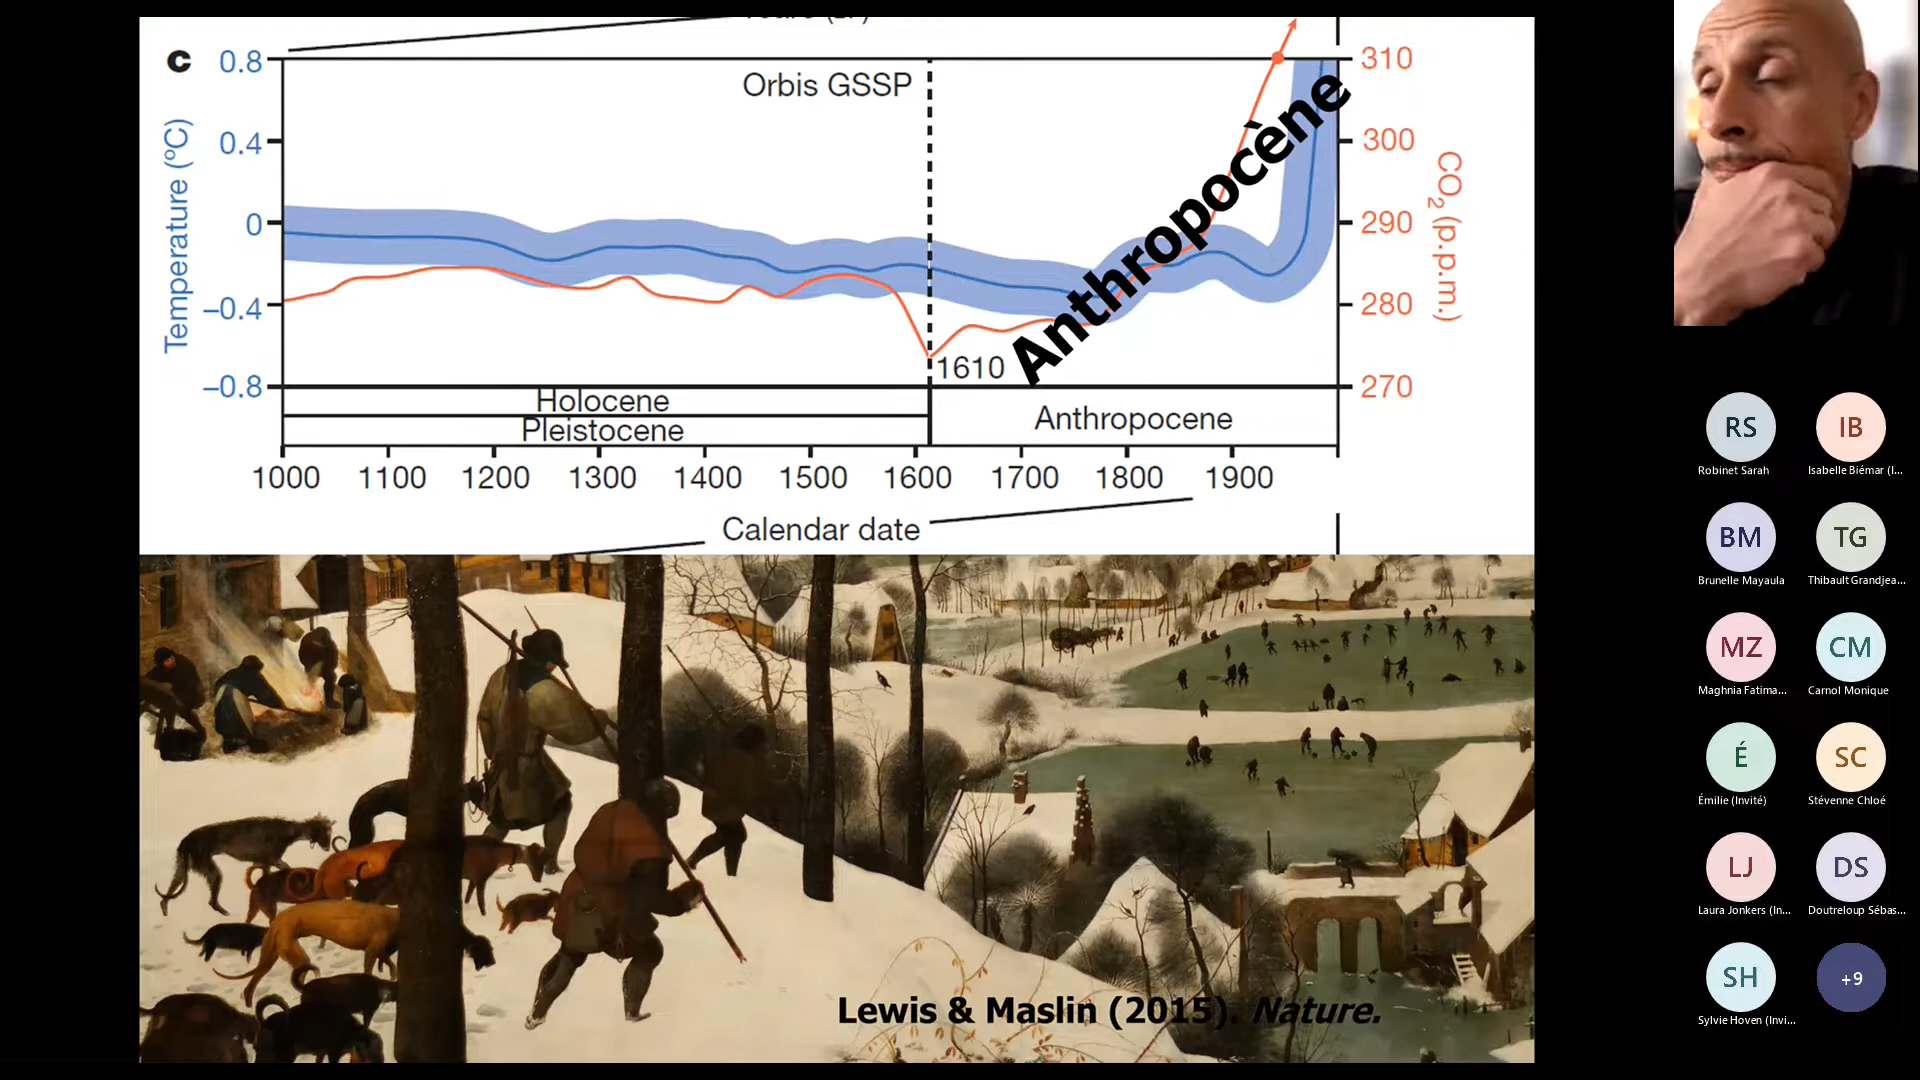 c
Orbis GSSP
0.8
0.4
0
−0.4
−0.8
Temperature (ºC)
310
300
290
280
270
CO2 (p.p.m.)
Anthropocène
1610
Holocene
Pleistocene
Anthropocene
1000 1100 1200 1300 1400 1500 1600 1700 1800 1900
Calendar date
Lewis & Maslin (2015). Nature.
RS
Robinet Sarah
IB
Isabelle Biémar (I...
BM
Brunelle Mayaula
TG
Thibault Grandjea...
MZ
Maghnia Fatima...
CM
Carnol Monique
É
Émilie (Invité)
SC
Stévenne Chloé
LJ
Laura Jonkers (In...
DS
Doutreloup Sébas...
SH
Sylvie Hoven (Invi...
+9